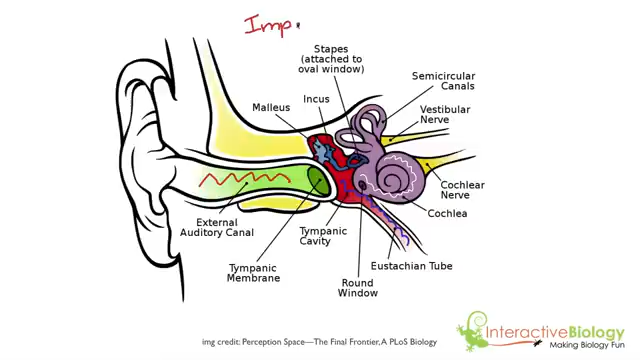 Imp
Stapes
(attached to
oval window)
Semicircular
Canals
Incus
Malleus
Vestibular
Nerve
Cochlear
Nerve
Cochlea
External
Auditory Canal
Tympanic
Cavity
Eustachian Tube
Tympanic
Membrane
Round
Window
InteractiveBiology
Making Biology Fun
img credit: Perception Space—The Final Frontier, A PLoS Biology